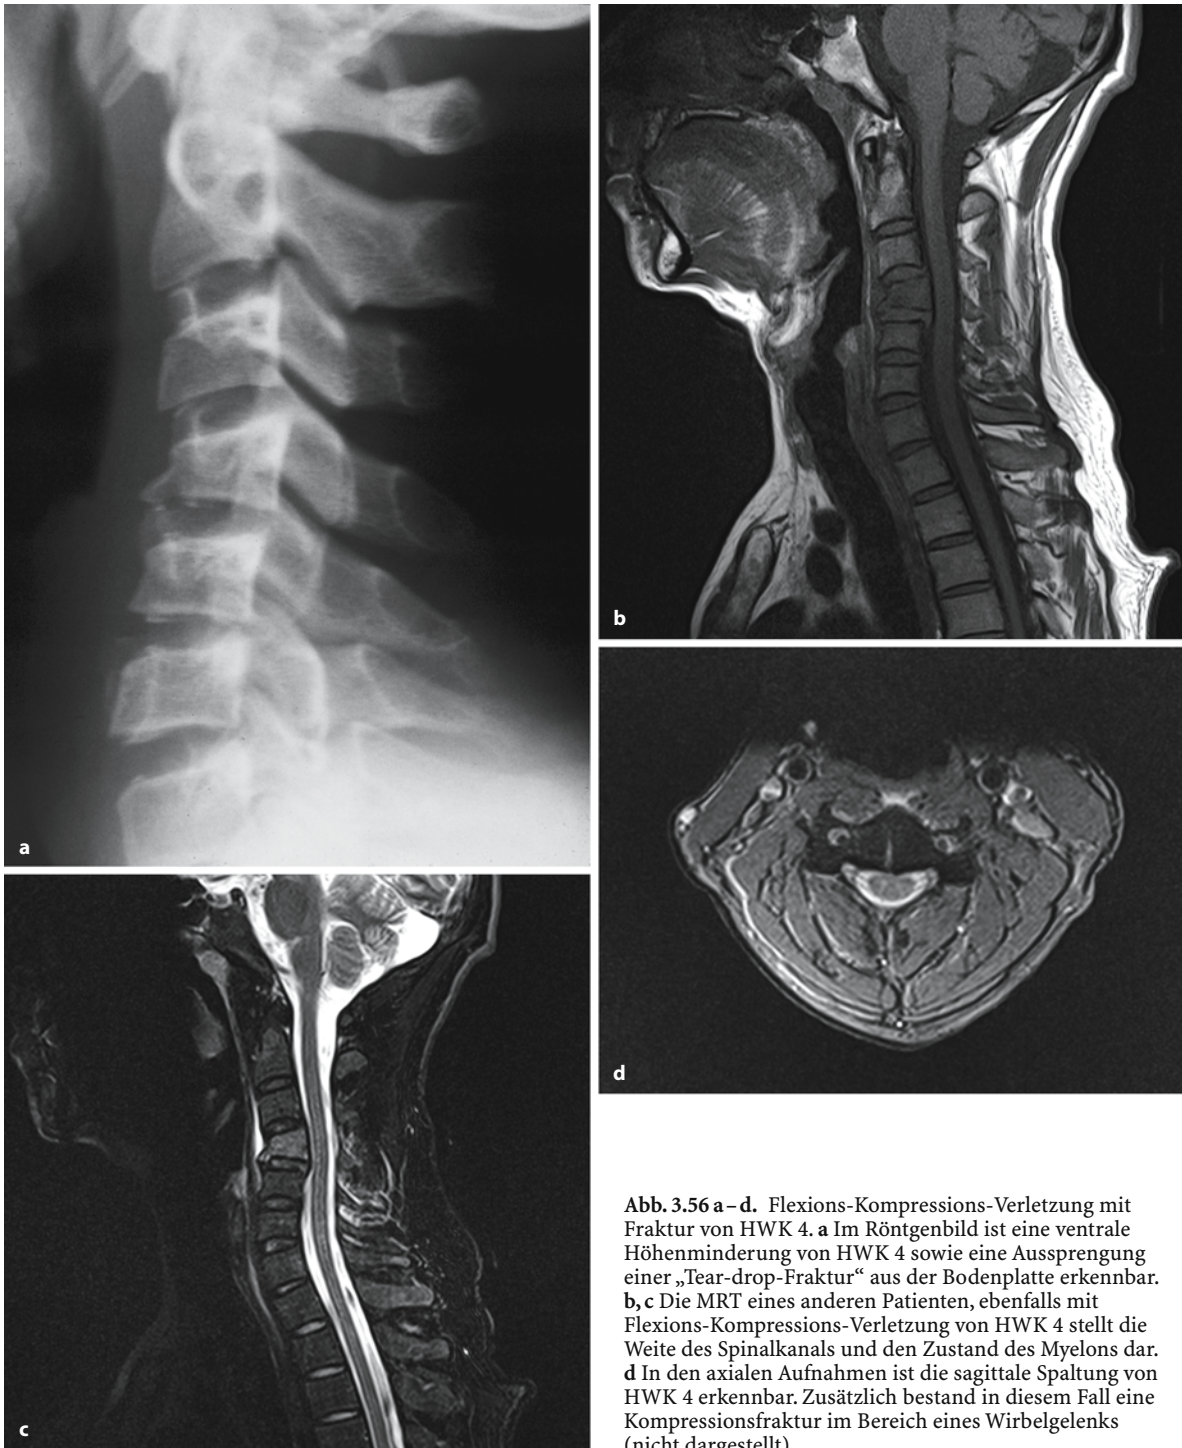 a
b
c
d
Abb. 3.56 a–d. Flexions-Kompressions-Verletzung mit
Fraktur von HWK 4. a Im Röntgenbild ist eine ventrale
Höhenminderung von HWK 4 sowie eine Aussprengung
einer „Tear-drop-Fraktur“ aus der Bodenplatte erkennbar.
b, c Die MRT eines anderen Patienten, ebenfalls mit
Flexions-Kompressions-Verletzung von HWK 4 stellt die
Weite des Spinalkanals und den Zustand des Myelons dar.
d In den axialen Aufnahmen ist die sagittale Spaltung von
HWK 4 erkennbar. Zusätzlich bestand in diesem Fall eine
Kompressionsfraktur im Bereich eines Wirbelgelenks
(nicht dargestellt)